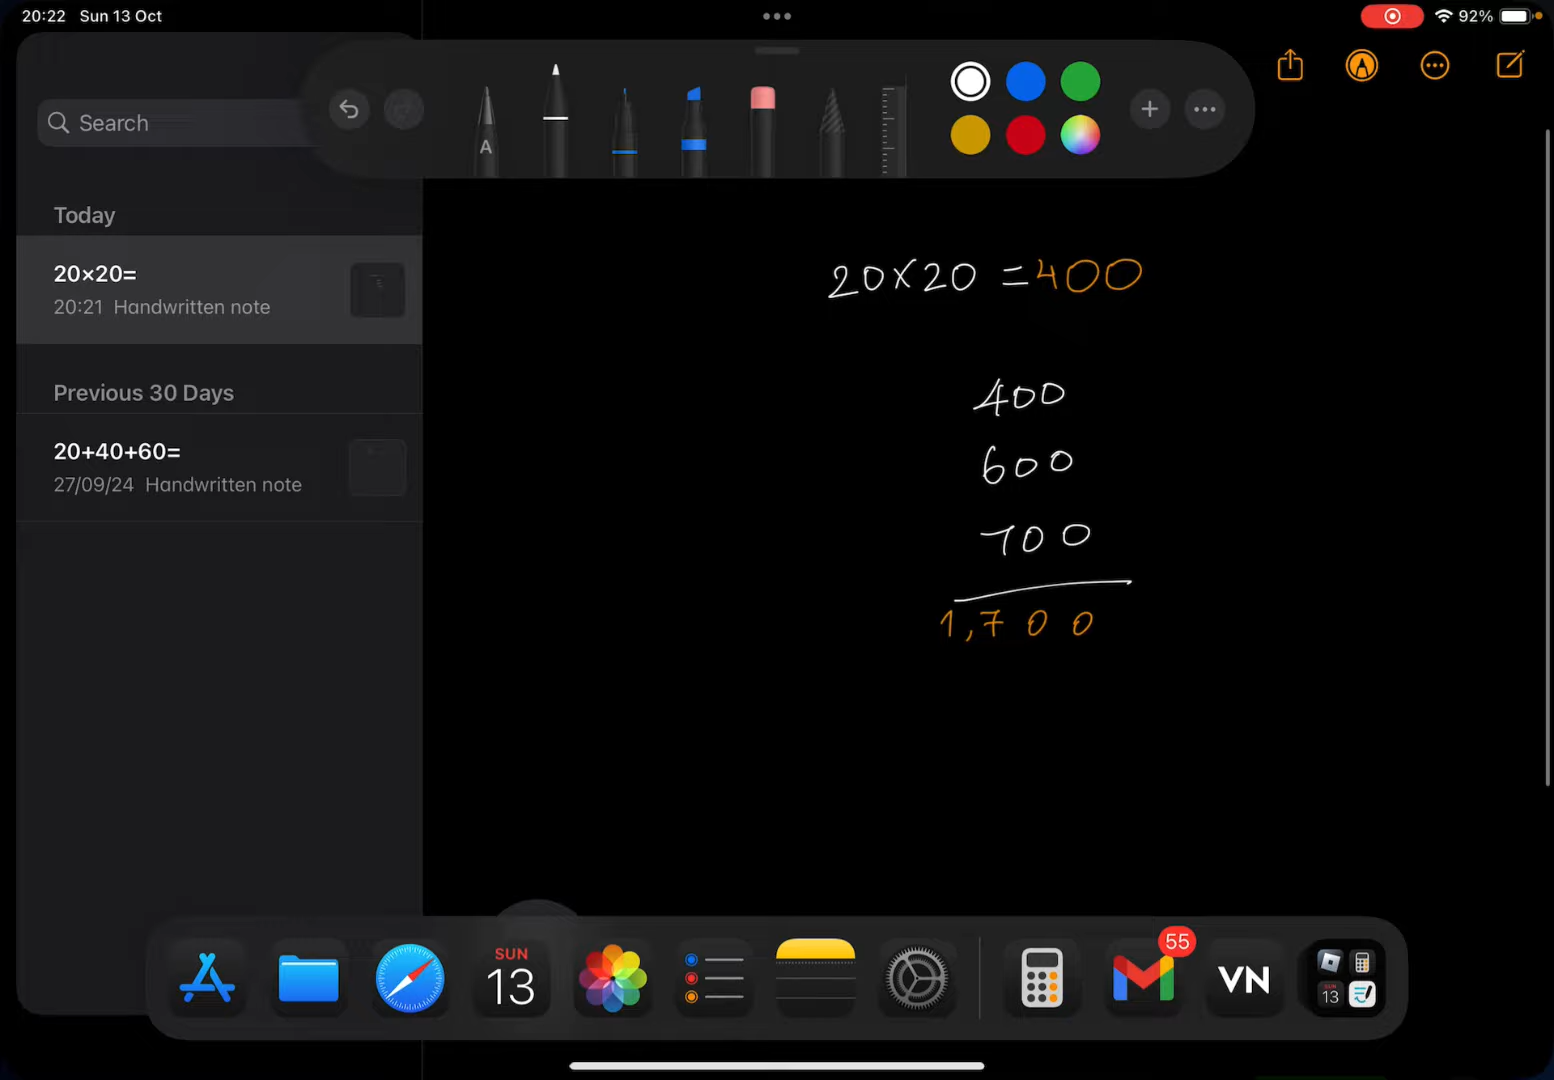 20:22 Sun 13 Oct
92%
Search
A
Today
20×20=
20:21 Handwritten note
Previous 30 Days
20+40+60=
27/09/24 Handwritten note
20×20 =400
400
600
700
1,700
SUN
13
55
VN
13